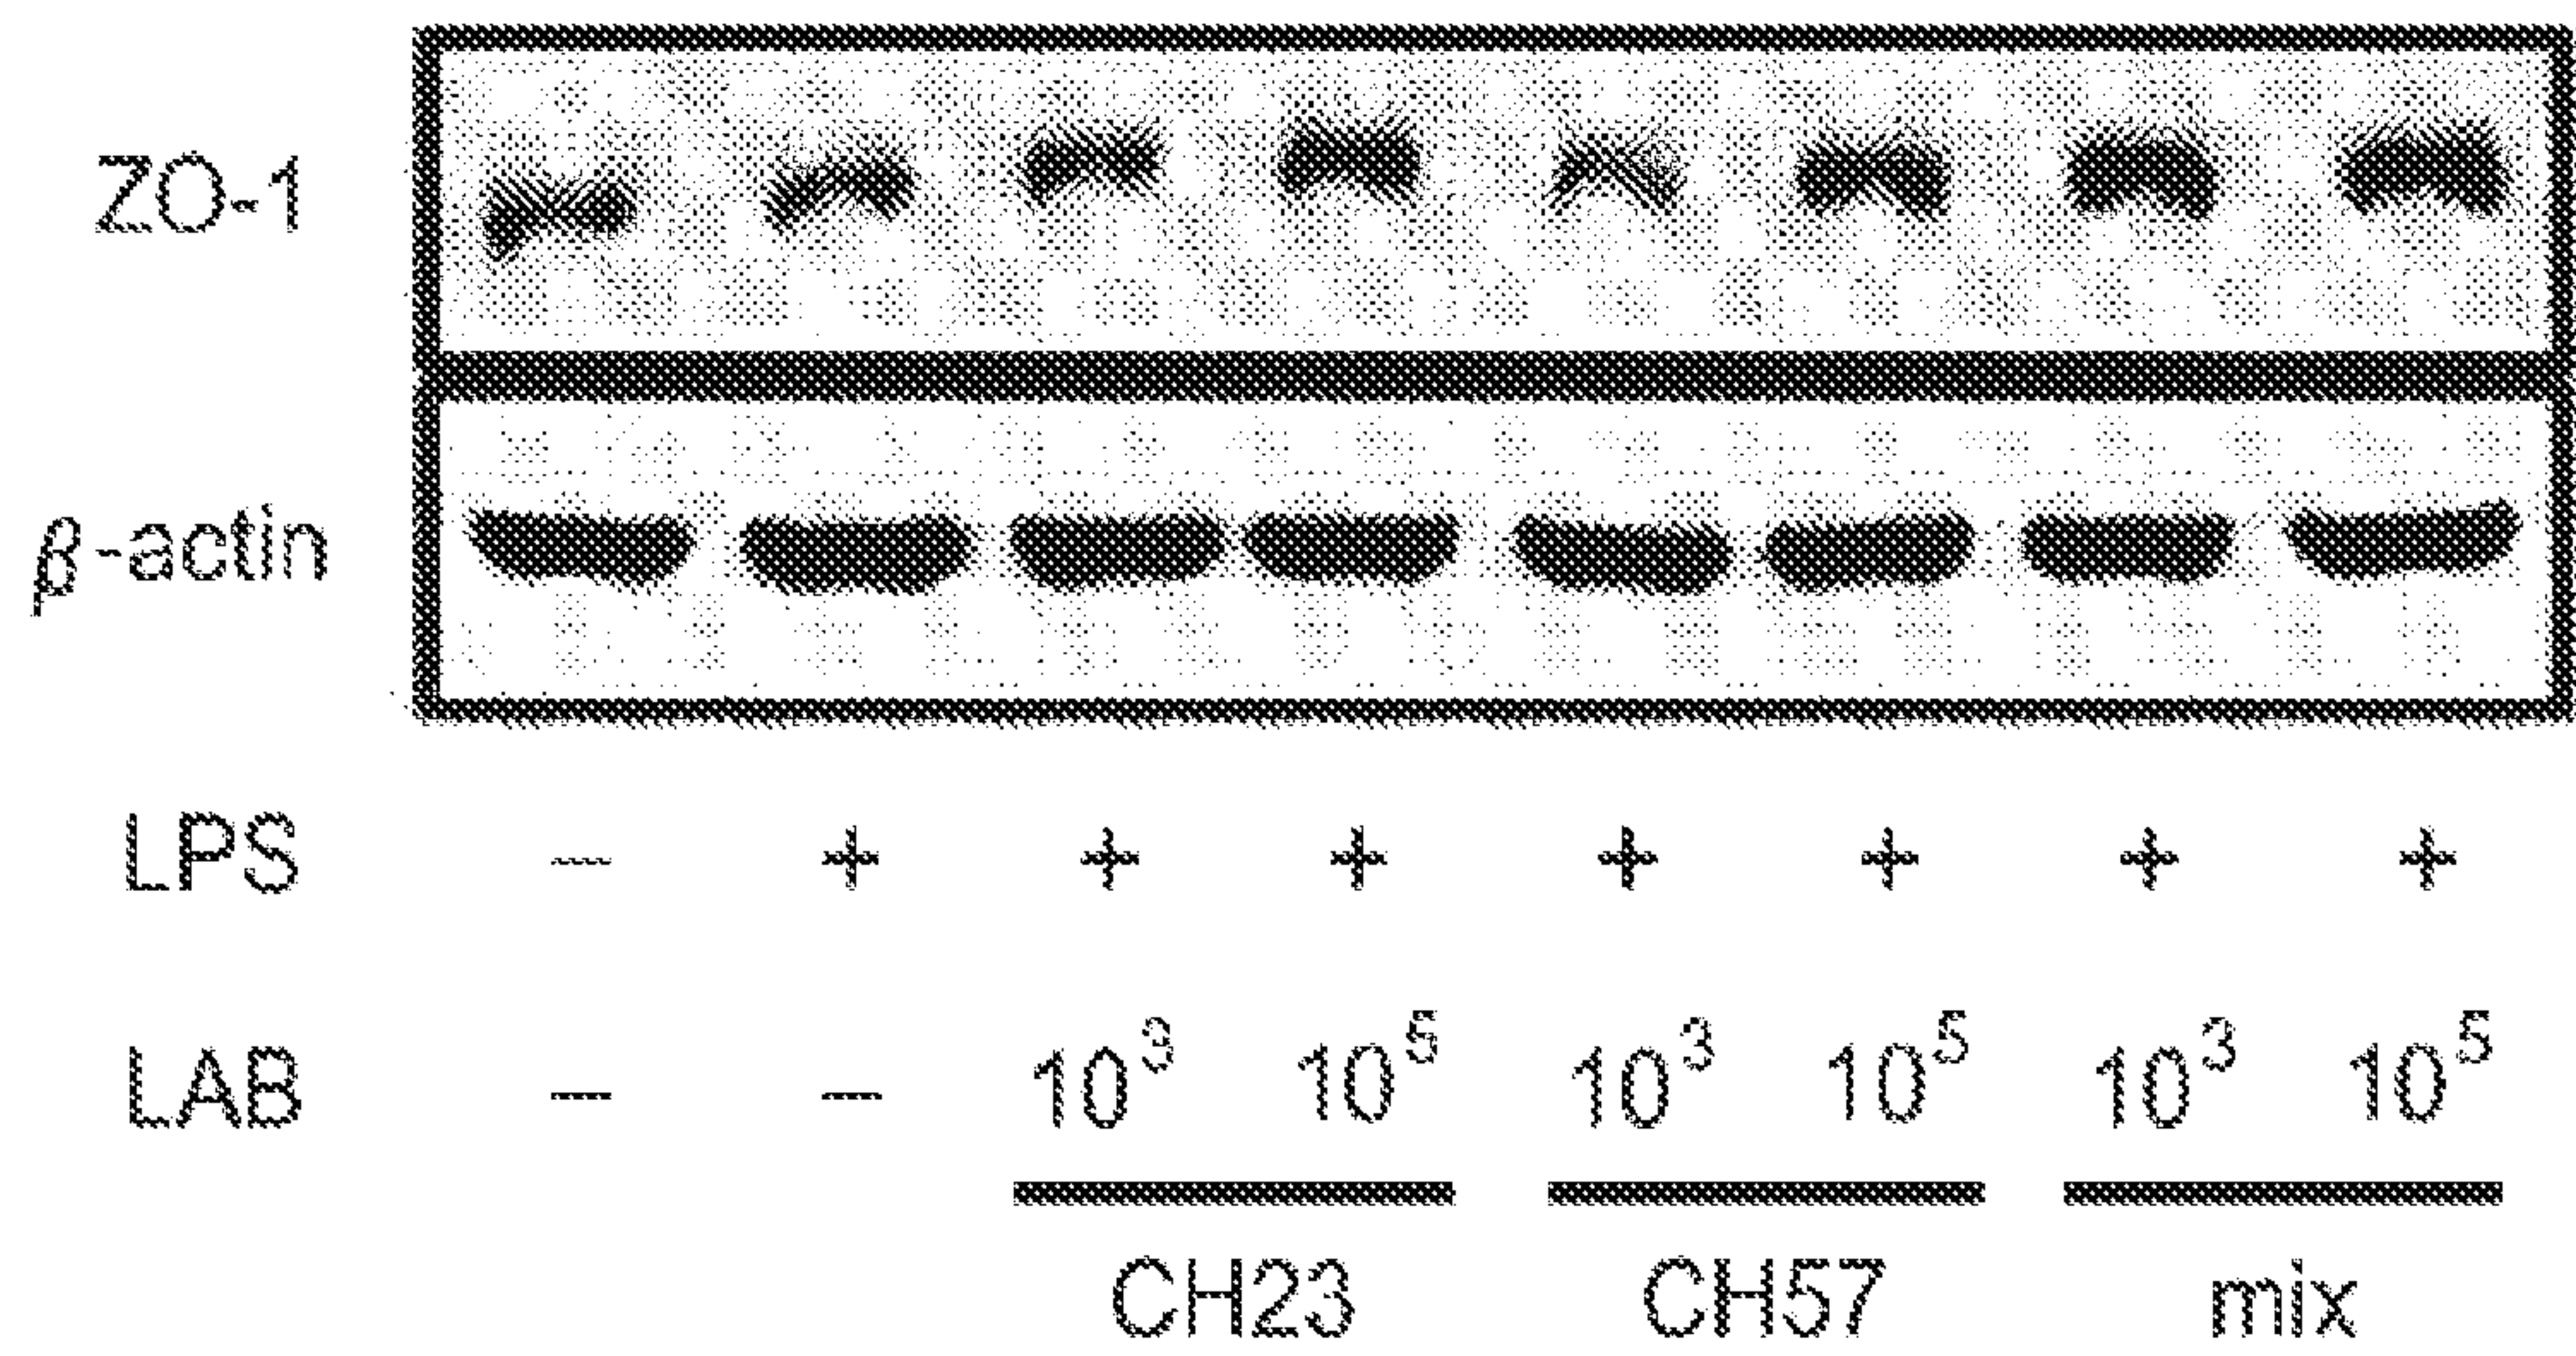 ZO-1
β-actin
LPS − + + + + + + +
LAB − − 10³ 10⁵ 10³ 10⁵ 10³ 10⁵
CH23 CH57 mix